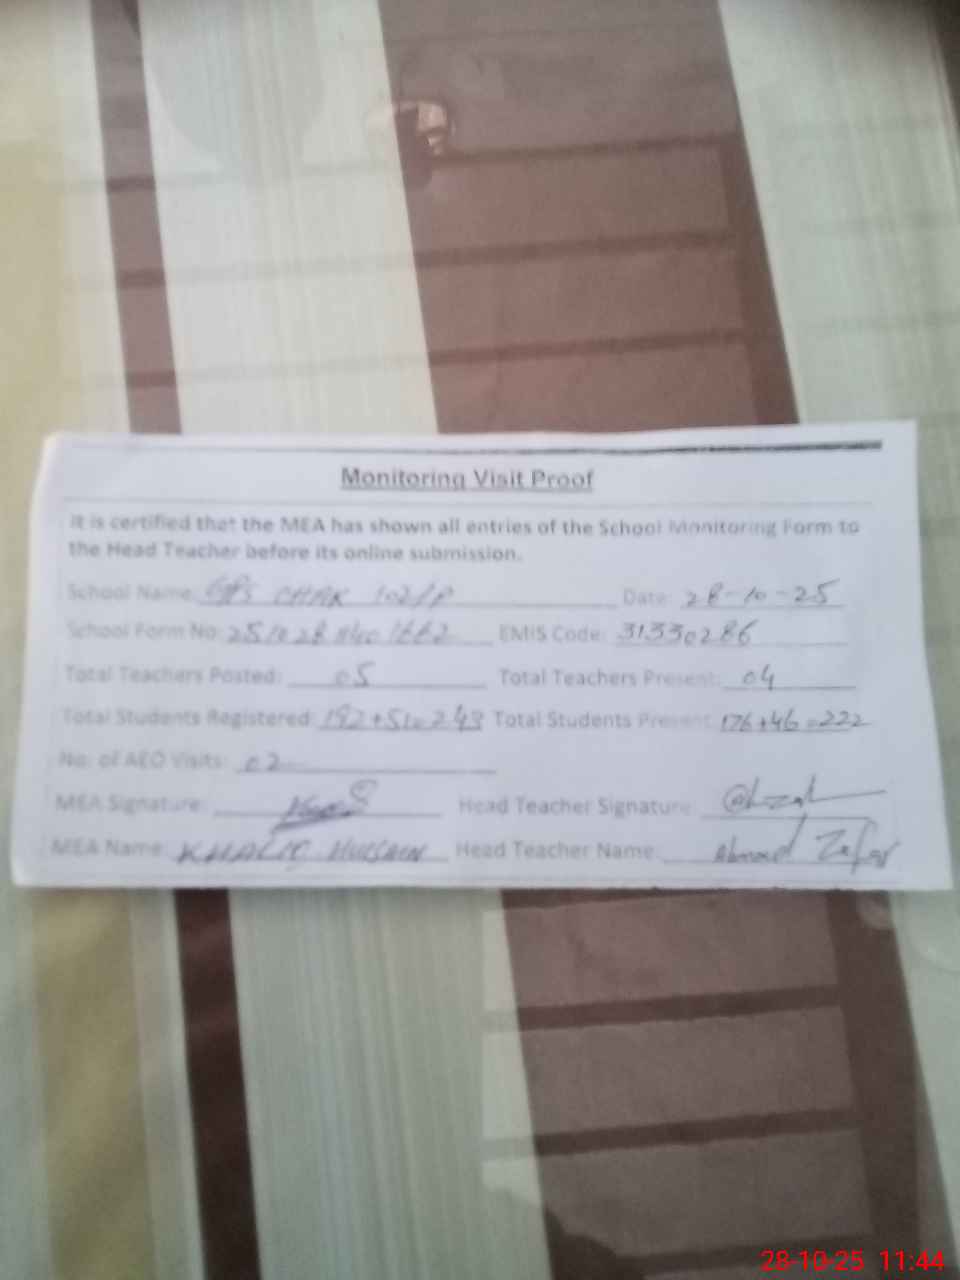 Monitoring Visit Proof
It is certified that the MEA has shown all entries of the School Monitoring Form to
the Head Teacher before its online submission.
School Name: GPS CHAK 102/P Date: 28-10-25
School Form No: EMIS Code: 31330286
Total Teachers Posted: 05 Total Teachers Present: 04
Total Students Registered: 192+51=243 Total Students Present: 176+46=222
No. of AEO Visits: 02
MEA Signature: Head Teacher Signature:
MEA Name: KHALID HUSSAIN Head Teacher Name: Ahmad Zafar
28-10-25 11:44